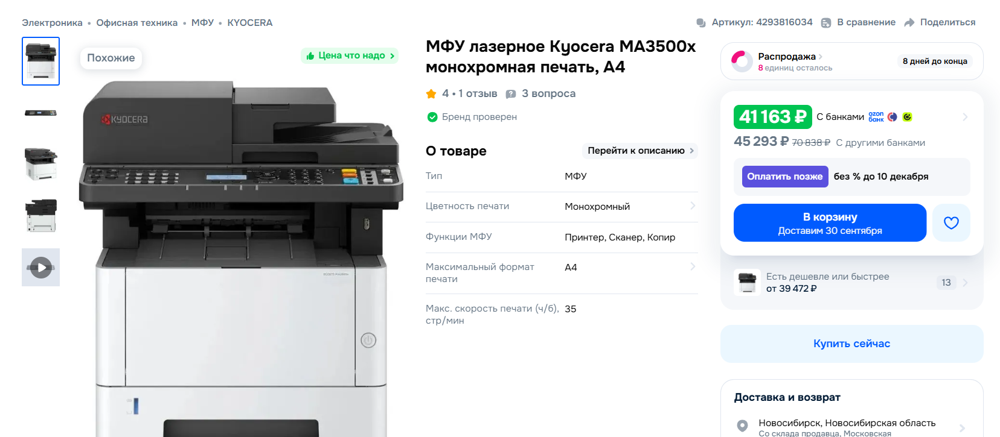 Электроника • Офисная техника • МФУ • KYOCERA
Артикул: 4293816034 В сравнение Поделиться
Похожие
Цена что надо
KYOCERA
МФУ лазерное Kyocera MA3500x
монохромная печать, A4
4 • 1 отзыв 3 вопроса
Бренд проверен
О товаре
Перейти к описанию
Тип МФУ
Цветность печати Монохромный
Функции МФУ Принтер, Сканер, Копир
Максимальный формат
печати
A4
Макс. скорость печати (ч/б),
стр/мин
35
Распродажа
8 единиц осталось
8 дней до конца
41 163 ₽ С банками ozon
банк
45 293 ₽ 70 838 ₽ С другими банками
Оплатить позже без % до 10 декабря
В корзину
Доставим 30 сентября
Есть дешевле или быстрее
от 39 472 ₽
13
Купить сейчас
Доставка и возврат
Новосибирск, Новосибирская область
Со склада продавца, Московская